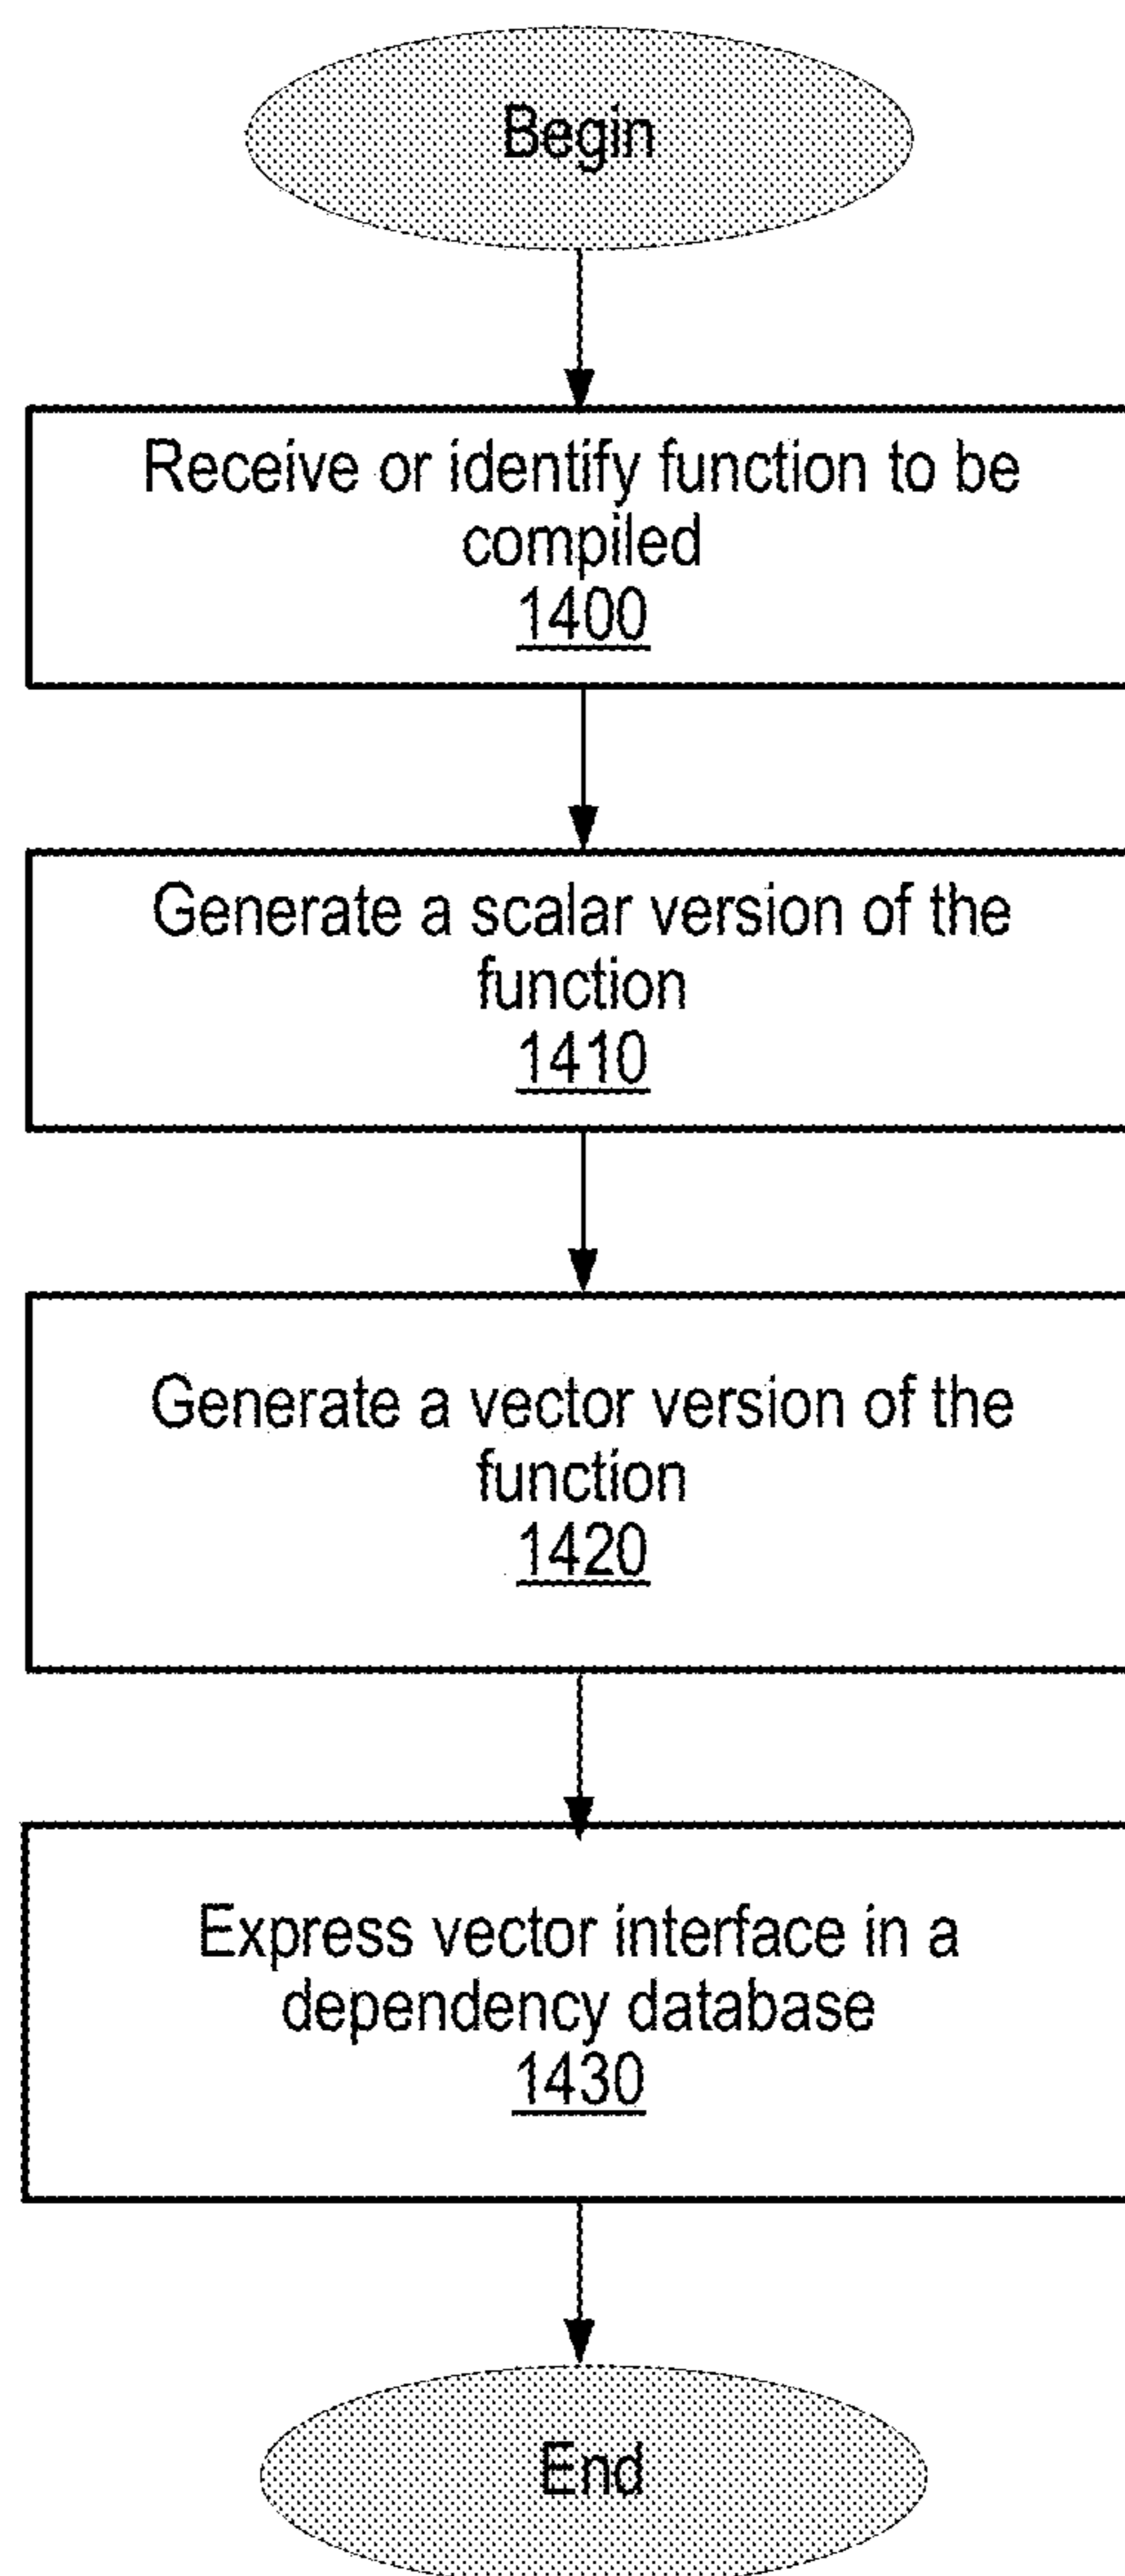 Begin
Receive or identify function to be
compiled
1400
Generate a scalar version of the
function
1410
Generate a vector version of the
function
1420
Express vector interface in a
dependency database
1430
End